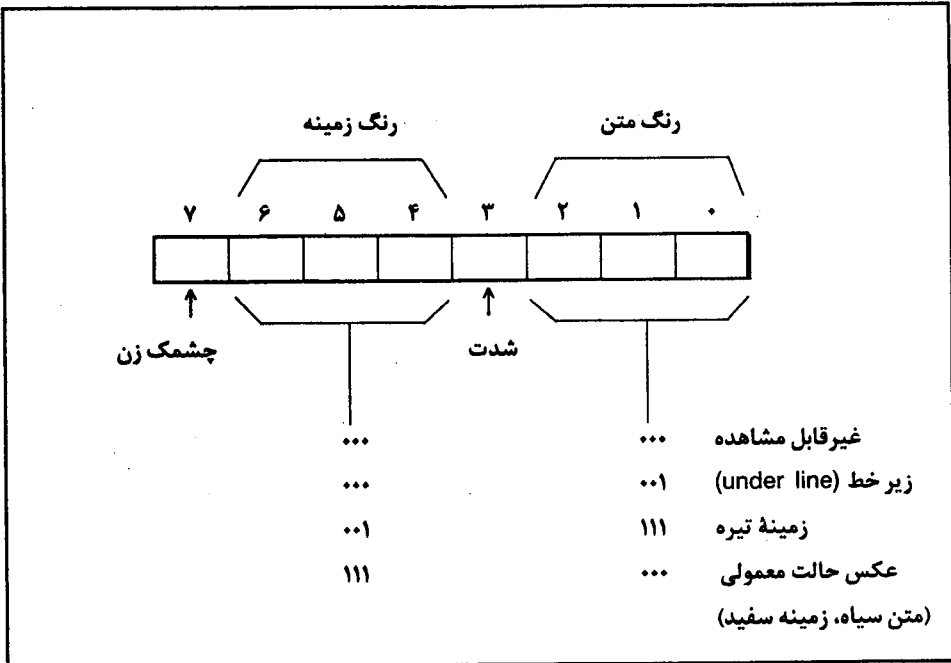 رنگ متن رنگ زمینه
۷ ۶ ۵ ۴ ۳ ۲ ۱ ۰
شدت چشمک زن
غیرقابل مشاهده ۰۰۰ ۰۰۰
زیر خط (under line) ۰۰۱ ۰۰۰
زمینهٔ تیره ۱۱۱ ۰۰۱
عکس حالت معمولی ۰۰۰ ۱۱۱
(متن سیاه، زمینه سفید)